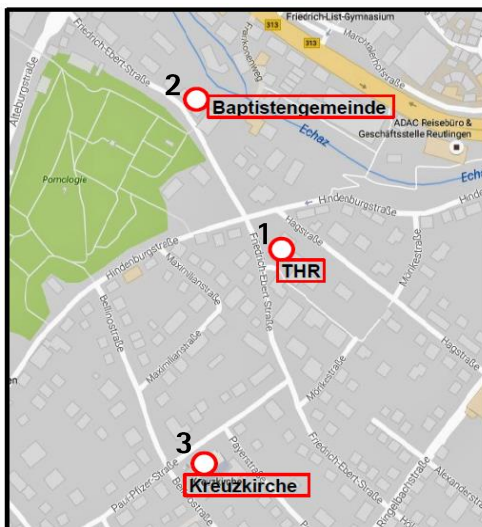 Friedrich-List-Gymnasium
313
313
Friedrich-Ebert-Straße
Frankonenweg
Marchtalerhofstraße
Alteburgstraße
2
Baptistengemeinde
Echaz
ADAC Reisebüro &
Geschäftsstelle Reutlingen
Echaz
Pomologie
Hindenburgstraße
1
Hagstraße
THR
Hindenburgstraße
Maximilianstraße
Friedrich-Ebert Straße
Mörikestraße
Bellinostraße
Maximilianstraße
Mörikestraße
Hagstraße
3
Payerstraße
Friedrich-Ebert-Straße
Kreuzkirche
Paul-Pfizer-Straße
Ringelbachstraße
Alexanderstraße